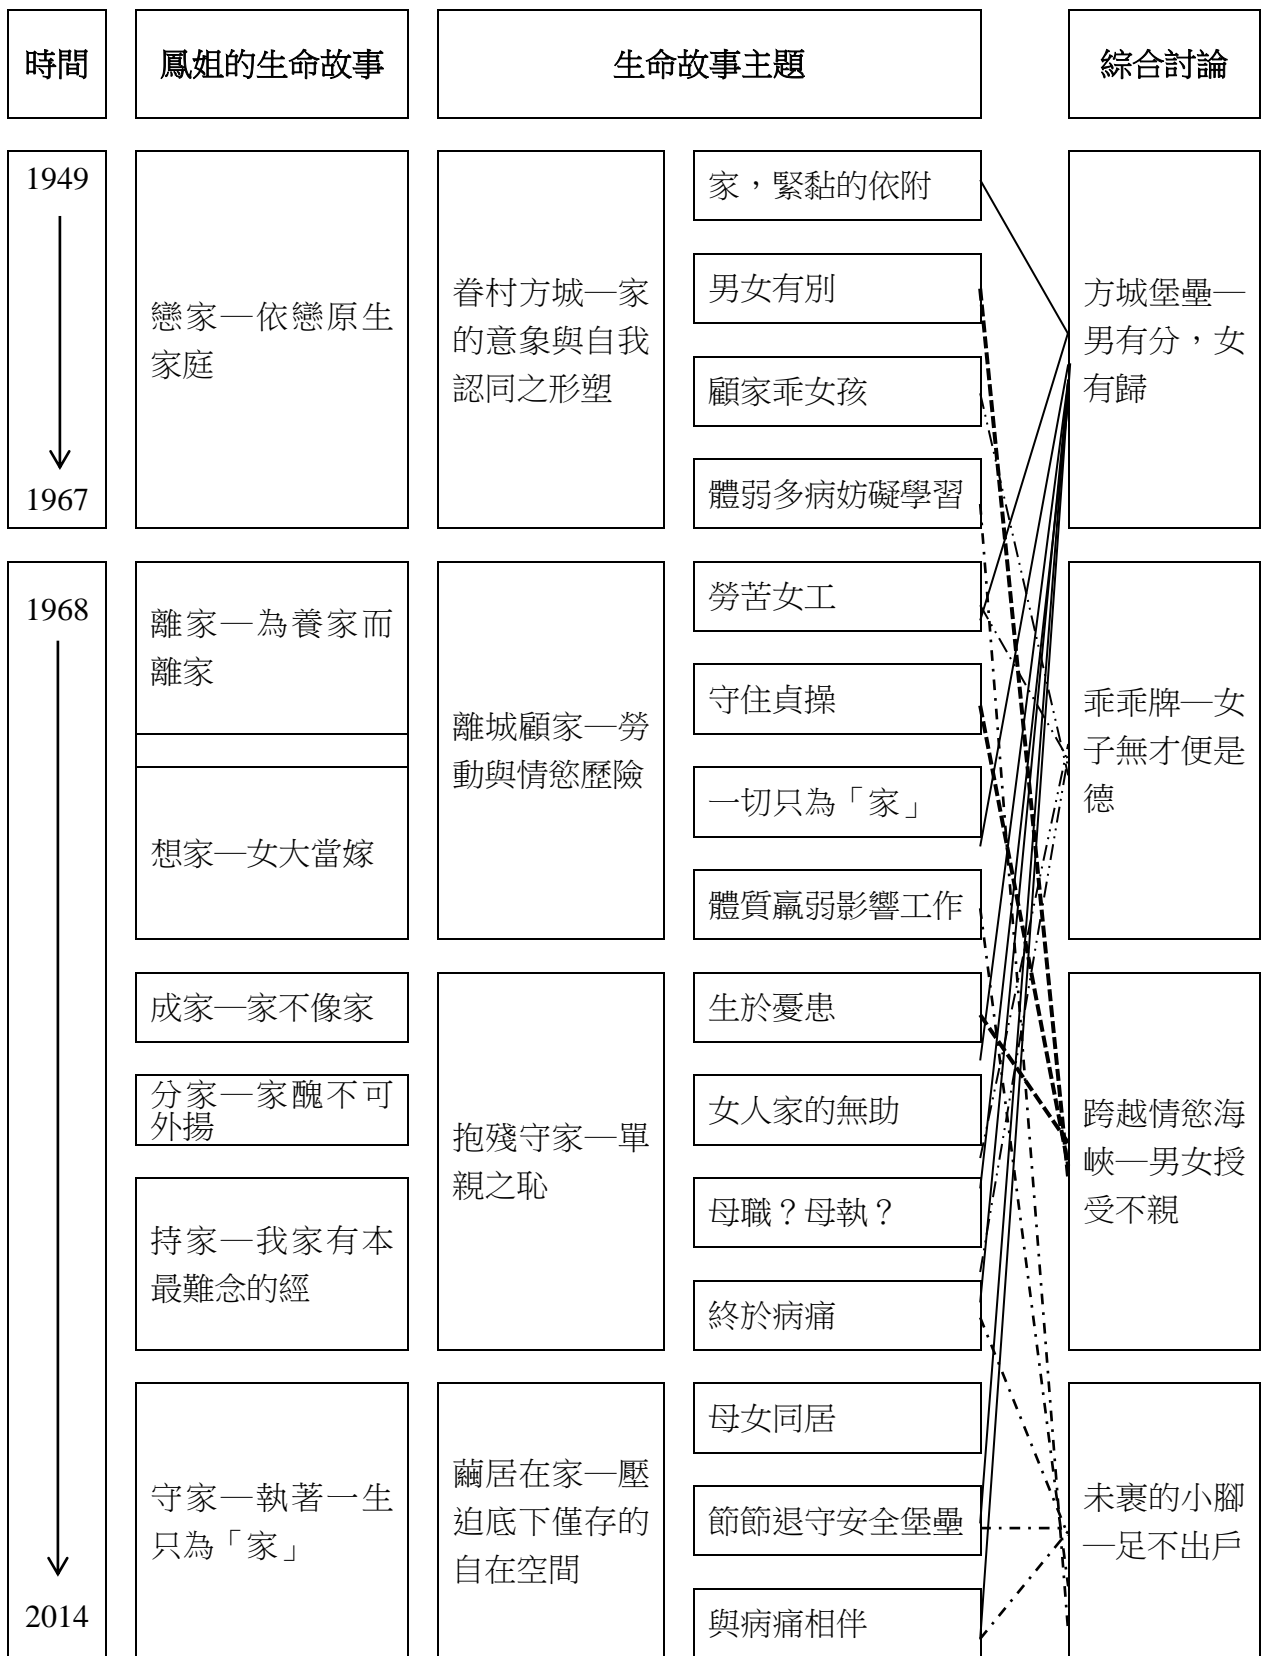 時間
鳳姐的生命故事
生命故事主題
綜合討論
1949
1967
戀家—依戀原生
家庭
眷村方城—家
的意象與自我
認同之形塑
家，緊黏的依附
男女有別
顧家乖女孩
體弱多病妨礙學習
方城堡壘—
男有分，女
有歸
1968
2014
離家—為養家而
離家
想家—女大當嫁
離城顧家—勞
動與情慾歷險
勞苦女工
守住貞操
一切只為「家」
體質羸弱影響工作
乖乖牌—女
子無才便是
德
成家—家不像家
分家—家醜不可
外揚
持家—我家有本
最難念的經
抱殘守家—單
親之恥
生於憂患
女人家的無助
母職？母執？
終於病痛
跨越情慾海
峽—男女授
受不親
守家—執著一生
只為「家」
繭居在家—壓
迫底下僅存的
自在空間
母女同居
節節退守安全堡壘
與病痛相伴
未裹的小腳
—足不出戶